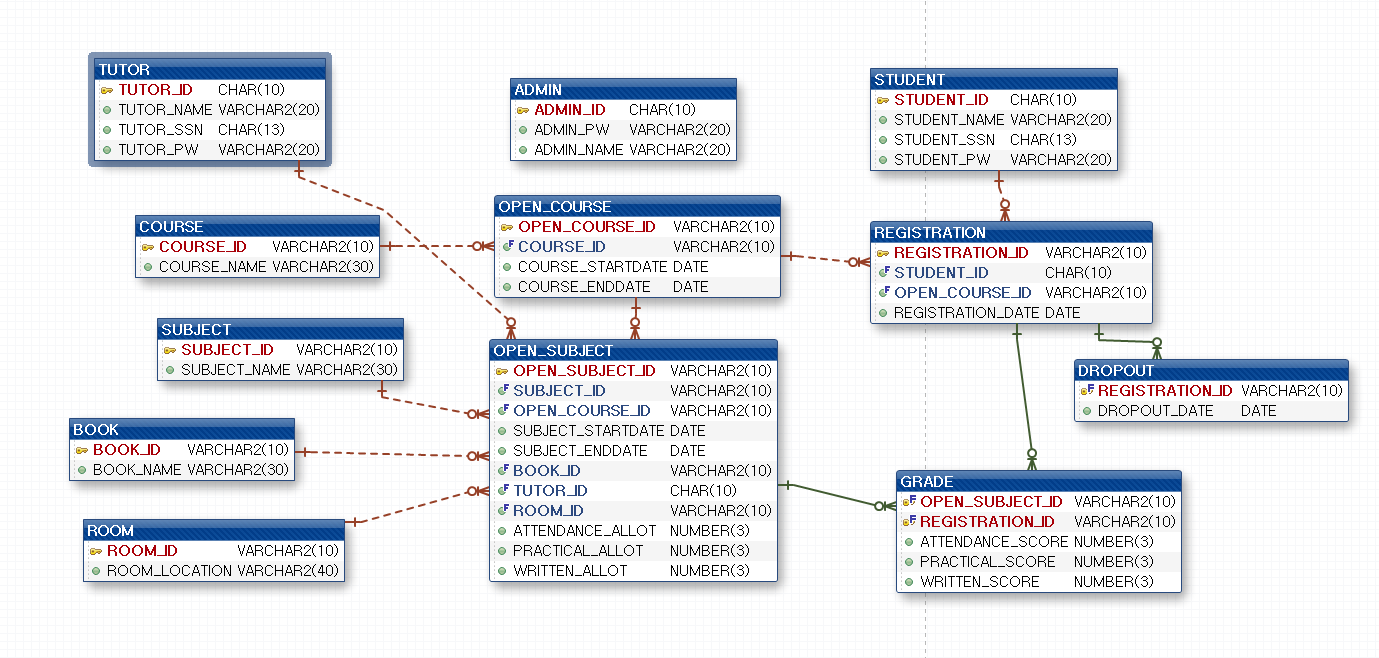 TUTOR
TUTOR_ID CHAR(10)
TUTOR_NAME VARCHAR2(20)
TUTOR_SSN CHAR(13)
TUTOR_PW VARCHAR2(20)
ADMIN
ADMIN_ID CHAR(10)
ADMIN_PW VARCHAR2(20)
ADMIN_NAME VARCHAR2(20)
STUDENT
STUDENT_ID CHAR(10)
STUDENT_NAME VARCHAR2(20)
STUDENT_SSN CHAR(13)
STUDENT_PW VARCHAR2(20)
COURSE
COURSE_ID VARCHAR2(10)
COURSE_NAME VARCHAR2(30)
OPEN_COURSE
OPEN_COURSE_ID VARCHAR2(10)
COURSE_ID VARCHAR2(10)
COURSE_STARTDATE DATE
COURSE_ENDDATE DATE
REGISTRATION
REGISTRATION_ID VARCHAR2(10)
STUDENT_ID CHAR(10)
OPEN_COURSE_ID VARCHAR2(10)
REGISTRATION_DATE DATE
SUBJECT
SUBJECT_ID VARCHAR2(10)
SUBJECT_NAME VARCHAR2(30)
OPEN_SUBJECT
OPEN_SUBJECT_ID VARCHAR2(10)
SUBJECT_ID VARCHAR2(10)
OPEN_COURSE_ID VARCHAR2(10)
SUBJECT_STARTDATE DATE
SUBJECT_ENDDATE DATE
BOOK_ID VARCHAR2(10)
TUTOR_ID CHAR(10)
ROOM_ID VARCHAR2(10)
ATTENDANCE_ALLOT NUMBER(3)
PRACTICAL_ALLOT NUMBER(3)
WRITTEN_ALLOT NUMBER(3)
DROPOUT
REGISTRATION_ID VARCHAR2(10)
DROPOUT_DATE DATE
BOOK
BOOK_ID VARCHAR2(10)
BOOK_NAME VARCHAR2(30)
GRADE
OPEN_SUBJECT_ID VARCHAR2(10)
REGISTRATION_ID VARCHAR2(10)
ATTENDANCE_SCORE NUMBER(3)
PRACTICAL_SCORE NUMBER(3)
WRITTEN_SCORE NUMBER(3)
ROOM
ROOM_ID VARCHAR2(10)
ROOM_LOCATION VARCHAR2(40)